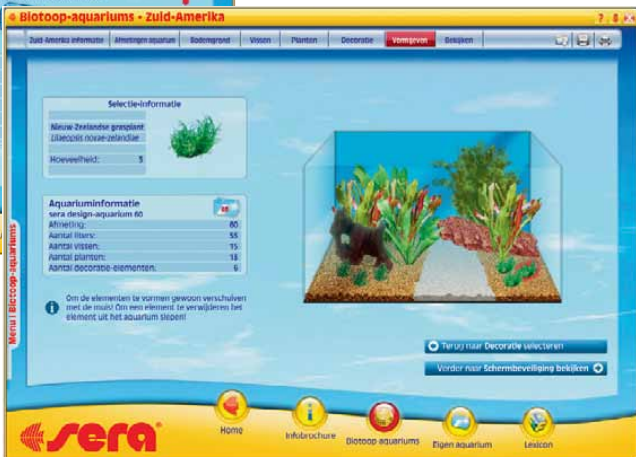 Biotoop-aquariums - Zuid-Amerika
Zuid-Amerika informatie Afmetingen aquarium Bodemgrond Vissen Planten Decoratie Vormgeven Bekijken
Selectie-informatie
Nieuw Zeelandse grasplant
Lilaeopsis novae-zelandiae
Hoeveelheid: 5
Aquariuminformatie
sera design-aquarium 60
Afmeting: 60
Aantal liters: 55
Aantal vissen: 15
Aantal planten: 18
Aantal decoratie-elementen: 6
Om de elementen te vormen gewoon verschuiven
met de muis! Om een element te verwijderen het
element uit het aquarium slepen!
Terug naar Decoratie selecteren
Verder naar Schermbeveiliging bekijken
Menu | Biotoop-aquariums
sera
Home
Infobrochure
Biotoop aquariums
Eigen aquarium
Lexicon